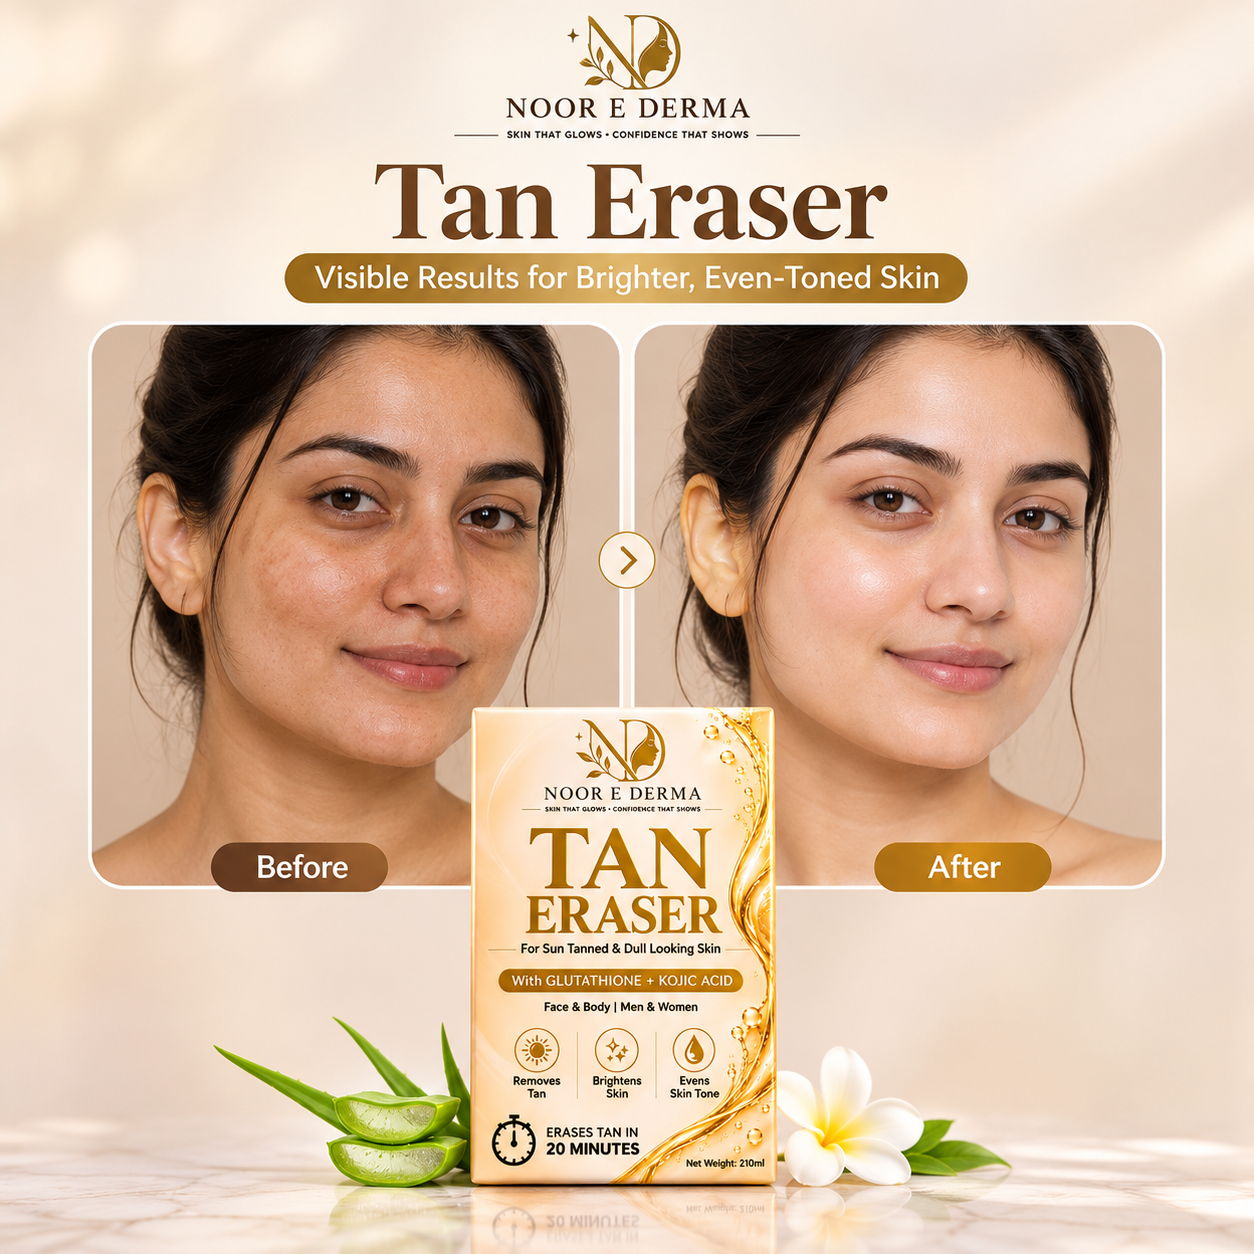 ND
NOOR E DERMA
SKIN THAT GLOWS • CONFIDENCE THAT SHOWS
Tan Eraser
Visible Results for Brighter, Even-Toned Skin
Before
After
ND
NOOR E DERMA
SKIN THAT GLOWS • CONFIDENCE THAT SHOWS
TAN
ERASER
For Sun Tanned & Dull Looking Skin
With GLUTATHIONE + KOJIC ACID
Face & Body | Men & Women
Removes
Tan
Brightens
Skin
Evens
Skin Tone
ERASES TAN IN
20 MINUTES
Net Weight: 210ml